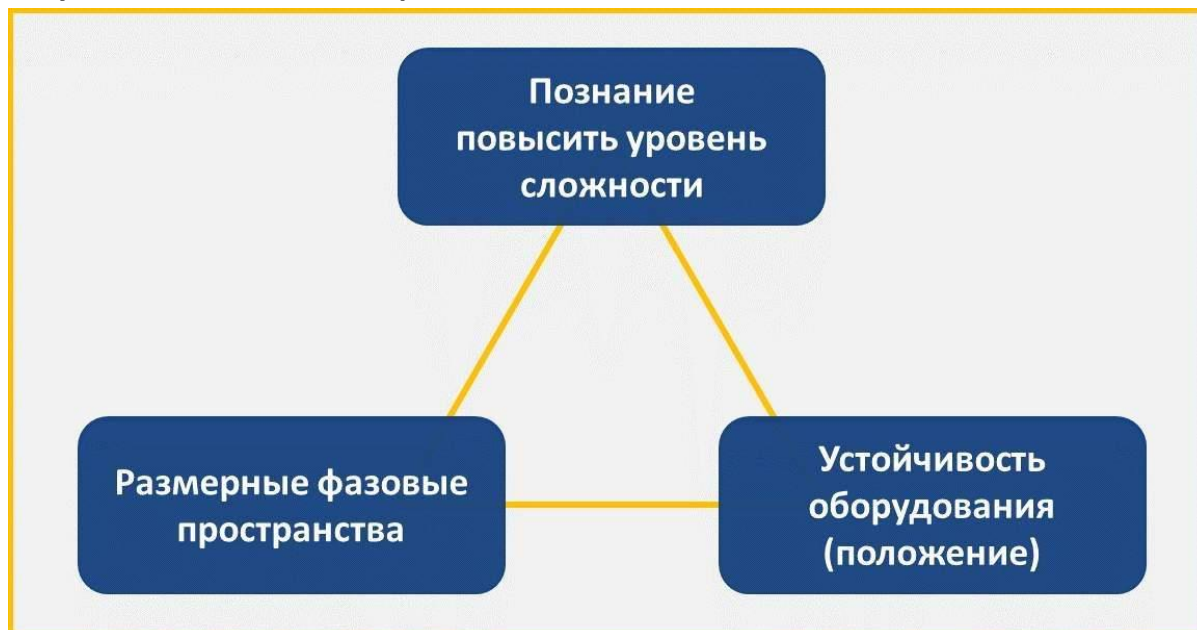 Познание
повысить уровень
сложности
Размерные фазовые
пространства
Устойчивость
оборудования
(положение)